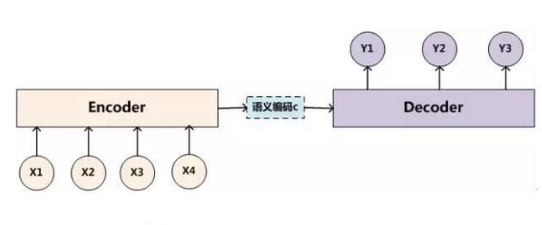 Y1 Y2 Y3
Encoder 语义编码c Decoder
X1 X2 X3 X4